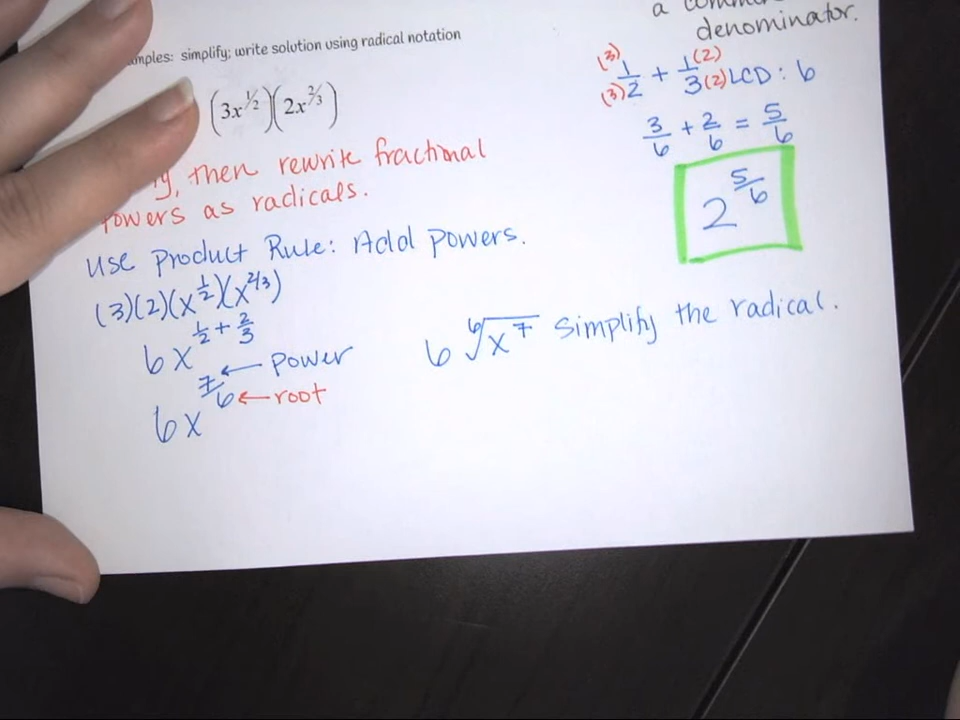 simplify; write solution using radical notation
(3x^{1/2})(2x^{2/3})
then rewrite fractional
powers as radicals.
Use Product Rule: Add powers.
(3)(2)(x^{1/2})(x^{2/3})
6x^{1/2 + 2/3}
6x^{7/6} ← power
← root
6 \sqrt[6]{x^7} Simplify the radical.
a
denominator.
(3)1/(3)2 + 1(2)/3(2) LCD: 6
3/6 + 2/6 = 5/6
2^{5/6}